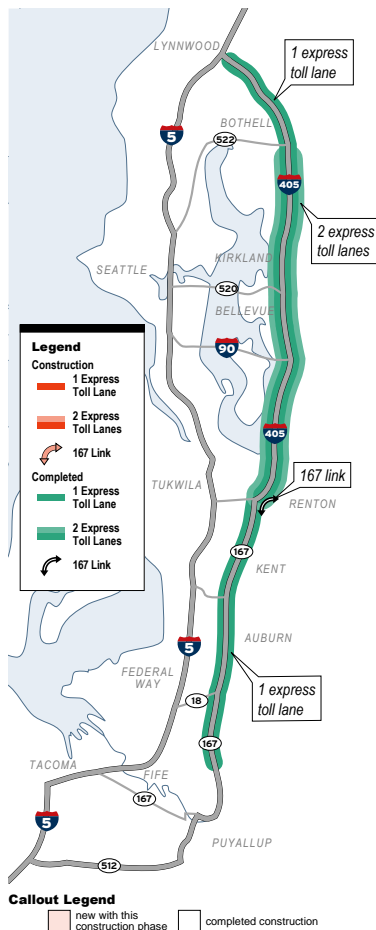 LYNNWOOD
1 express
toll lane
BOTHELL
5
522
405
2 express
toll lanes
KIRKLAND
SEATTLE
520
BELLEVUE
90
Legend
Construction
1 Express
Toll Lane
2 Express
Toll Lanes
167 Link
Completed
1 Express
Toll Lane
2 Express
Toll Lanes
167 Link
405
TUKWILA
167 link
RENTON
167
KENT
AUBURN
5
FEDERAL
WAY
18
1 express
toll lane
167
TACOMA
FIFE
167
5
PUYALLUP
512
Callout Legend
new with this
construction phase
completed construction